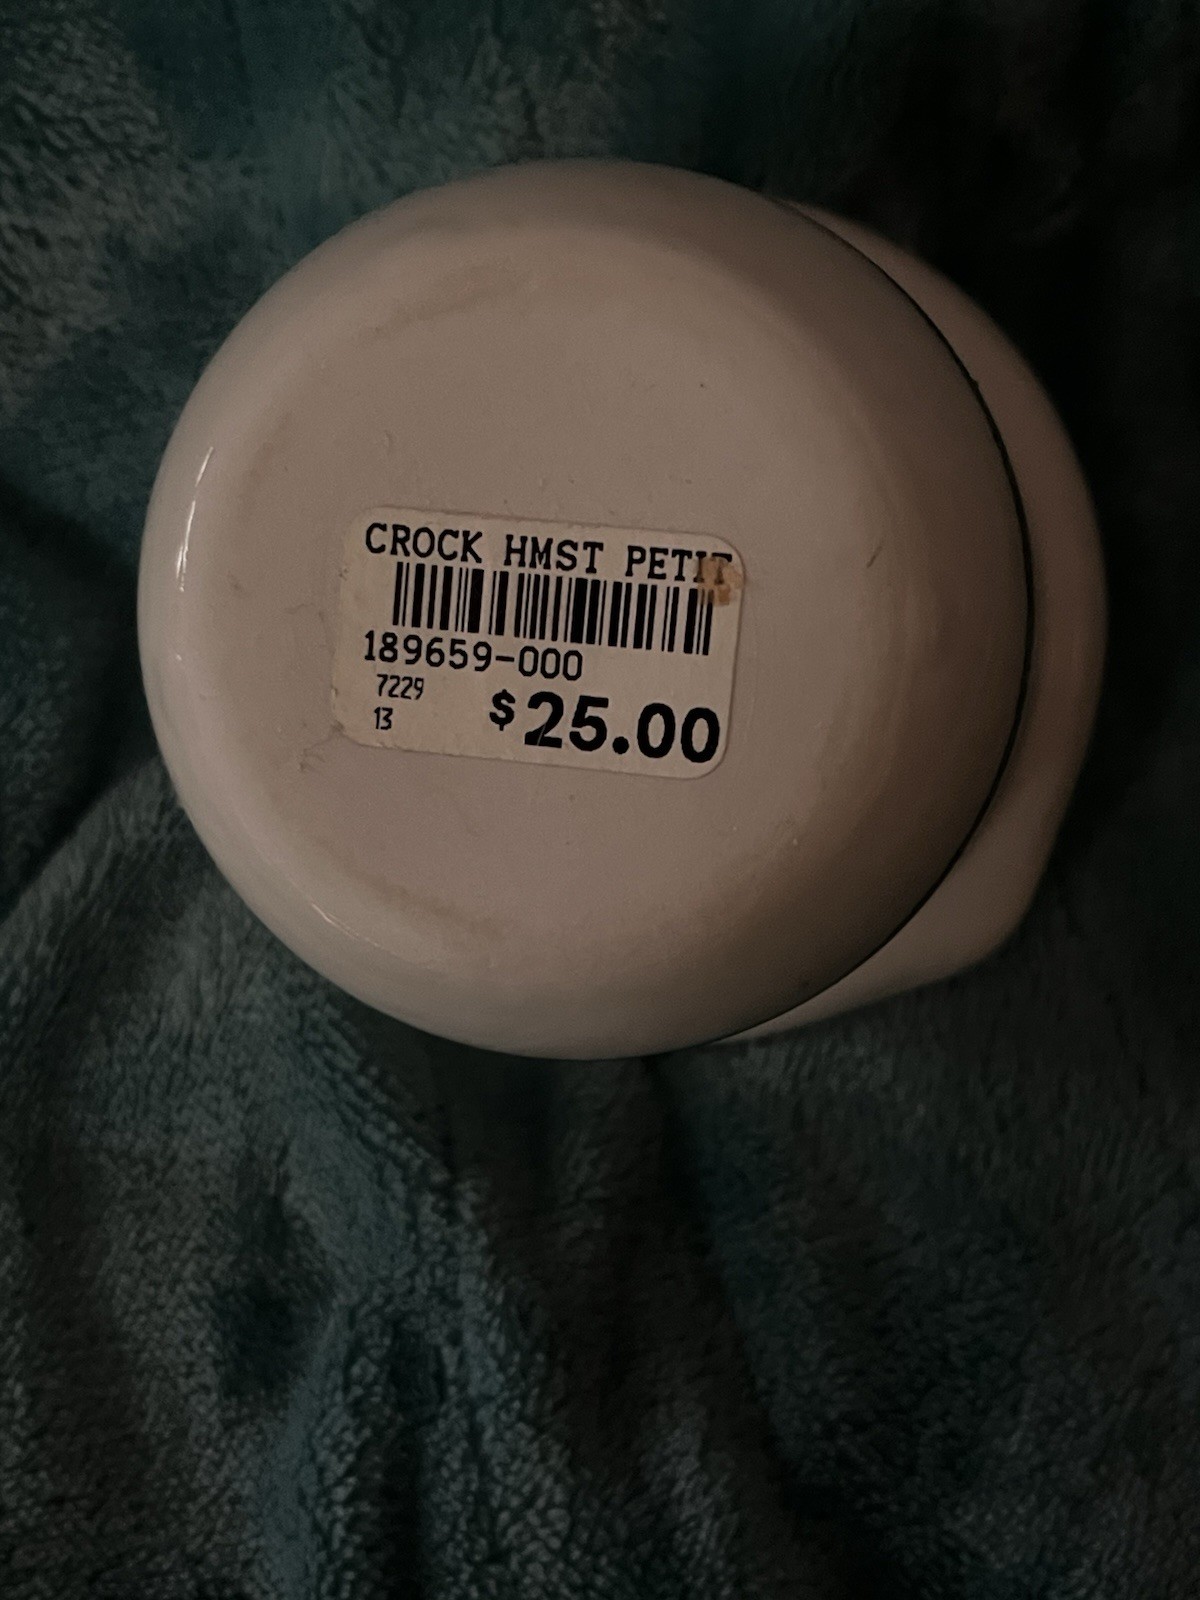 CROCK HMST PETIT
189659-000
7229
13
$25.00